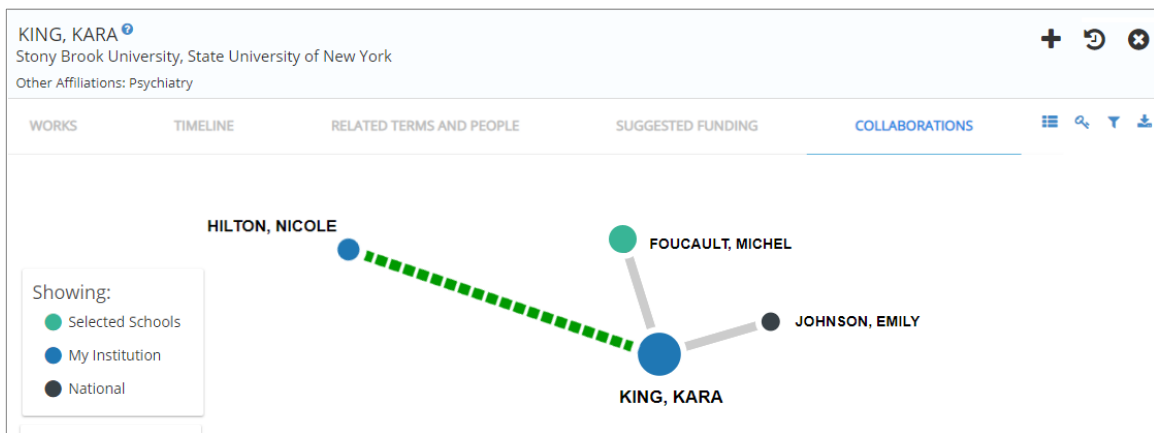 KING, KARA ?
Stony Brook University, State University of New York
Other Affiliations: Psychiatry
WORKS TIMELINE RELATED TERMS AND PEOPLE SUGGESTED FUNDING COLLABORATIONS
HILTON, NICOLE
FOUCAULT, MICHEL
JOHNSON, EMILY
KING, KARA
Showing:
Selected Schools
My Institution
National